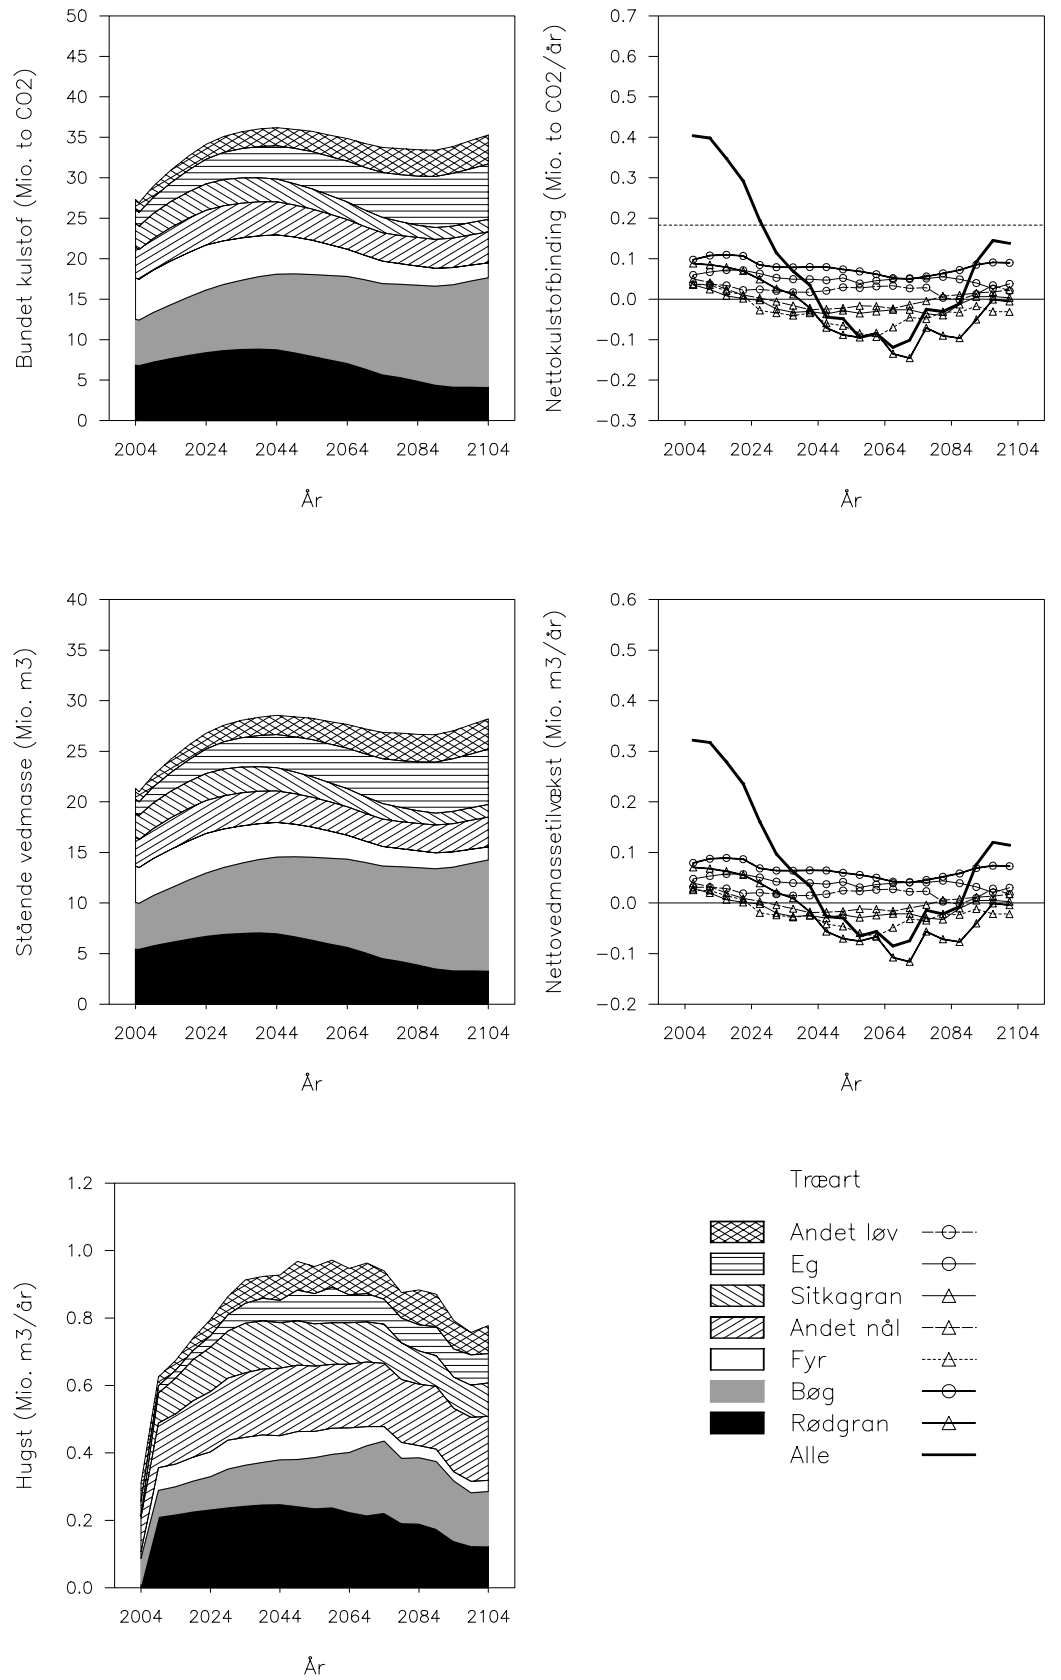 Bundet kulstof (Mio. to CO2)
50
45
40
35
30
25
20
15
10
5
0
2004 2024 2044 2064 2084 2104
År
Nettokulstofbinding (Mio. to CO2/år)
0.7
0.6
0.5
0.4
0.3
0.2
0.1
0.0
−0.1
−0.2
−0.3
2004 2024 2044 2064 2084 2104
År
Stående vedmasse (Mio. m3)
40
35
30
25
20
15
10
5
0
2004 2024 2044 2064 2084 2104
År
Nettovedmassetilvækst (Mio. m3/år)
0.6
0.5
0.4
0.3
0.2
0.1
0.0
−0.1
−0.2
2004 2024 2044 2064 2084 2104
År
Hugst (Mio. m3/år)
1.2
1.0
0.8
0.6
0.4
0.2
0.0
2004 2024 2044 2064 2084 2104
År
Træart
Andet løv
Eg
Sitkagran
Andet nål
Fyr
Bøg
Rødgran
Alle